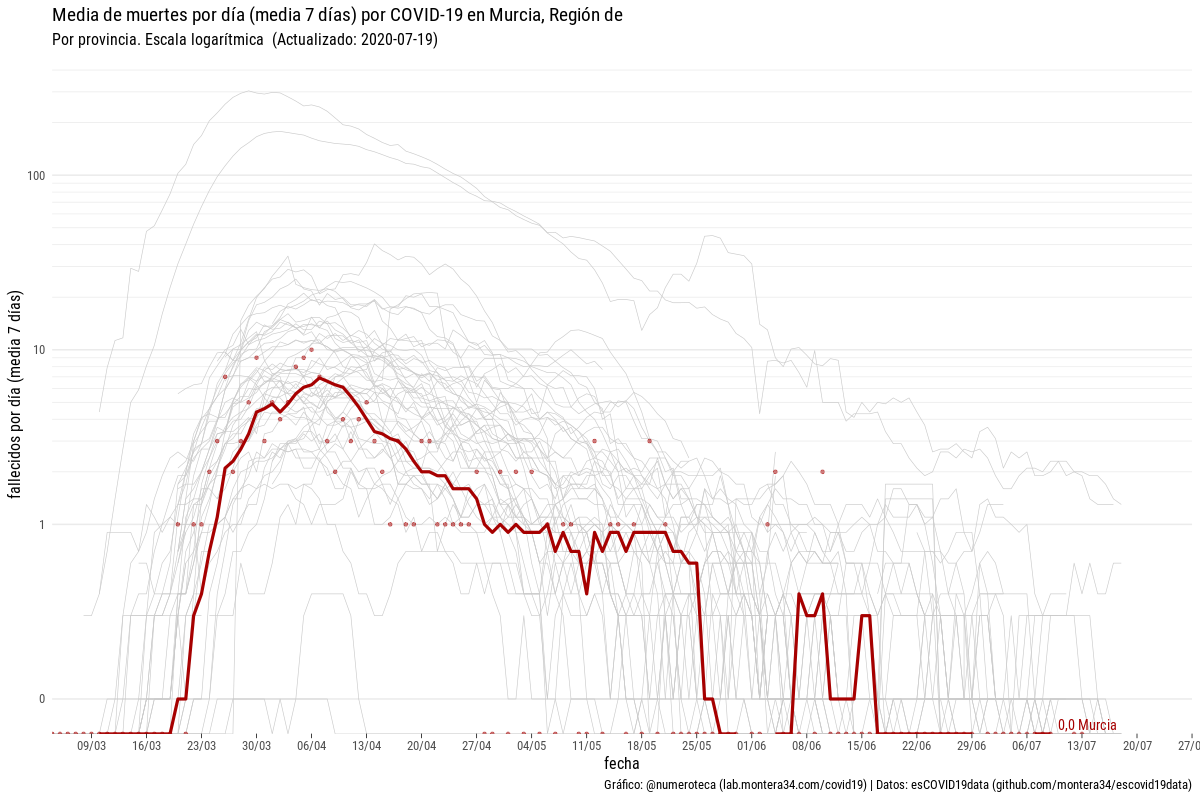 Media de muertes por día (media 7 días) por COVID-19 en Murcia, Región de
Por provincia. Escala logarítmica  (Actualizado: 2020-07-19)
fallecidos por día (media  7 días)
100
10
1
0
0,0 Murcia
09/03 16/03 23/03 30/03 06/04 13/04 20/04 27/04 04/05 11/05 18/05 25/05 01/06 08/06 15/06 22/06 29/06 06/07 13/07 20/07 27/0
fecha
Gráfico: @numeroteca (lab.montera34.com/covid19) | Datos: esCOVID19data (github.com/montera34/escovid19data)